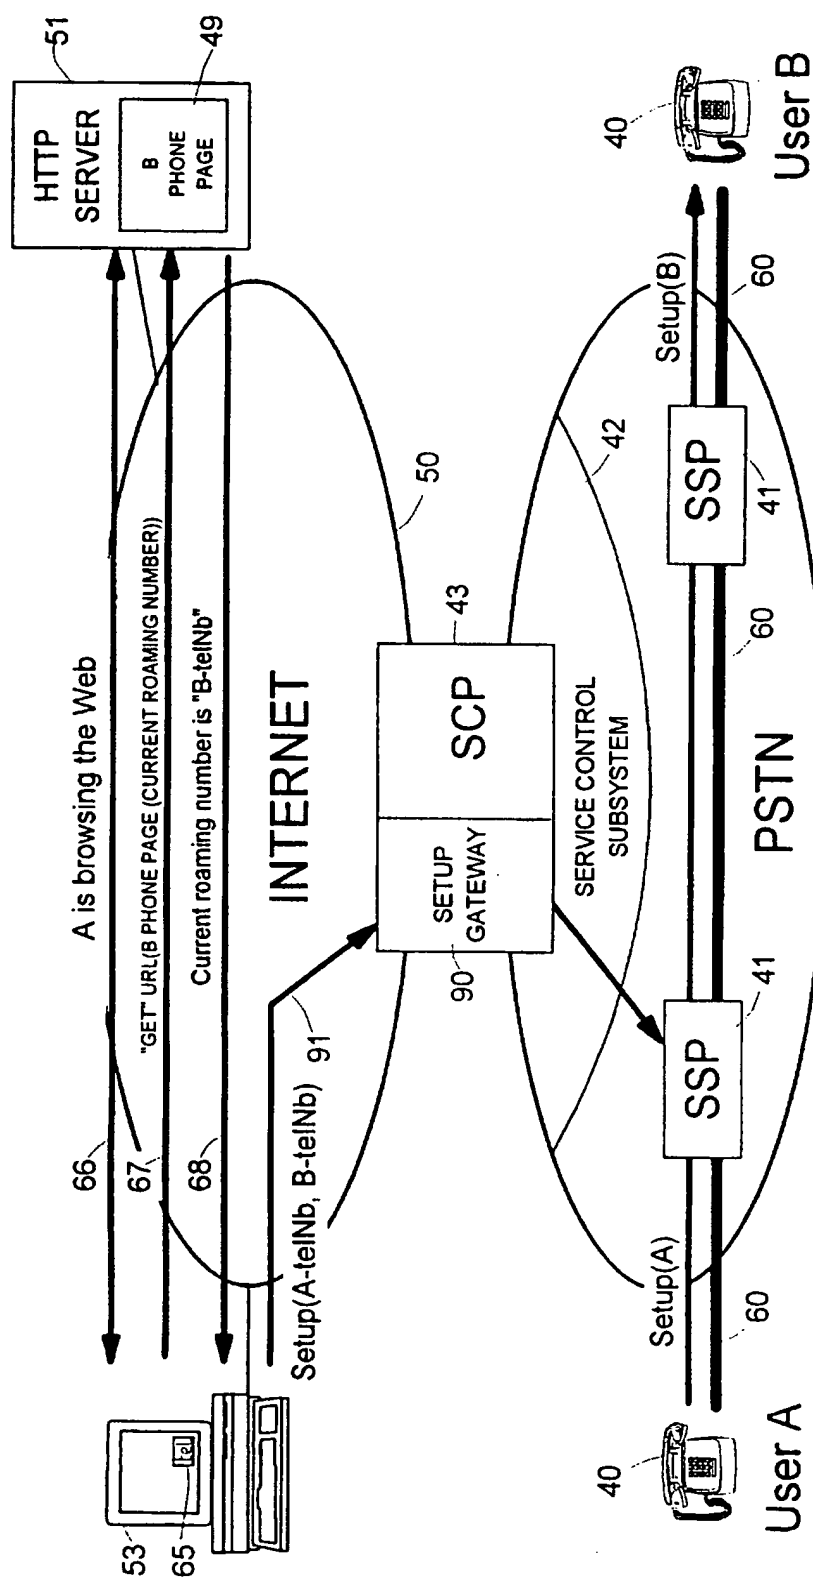 51
HTTP
SERVER
49
B
PHONE
PAGE
66
A is browsing the Web
67
"GET" URL(B PHONE PAGE (CURRENT ROAMING NUMBER))
68
Current roaming number is "B-telNb"
53
65
tel
INTERNET
50
Setup(A-telNb, B-telNb)
91
90
SETUP
GATEWAY
SCP
43
SERVICE CONTROL
SUBSYSTEM
42
40
User A
Setup(A)
60
SSP
41
60
PSTN
SSP
41
Setup(B)
60
40
User B